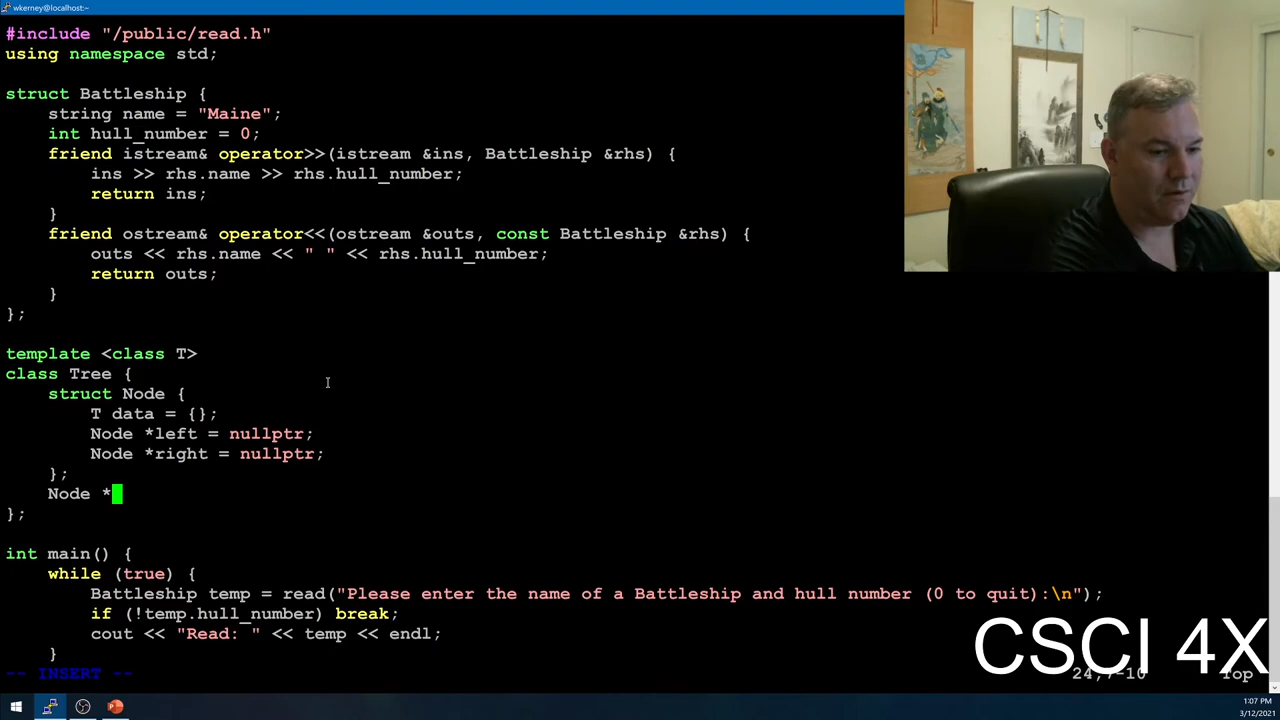 wkerney@localhost:~
#include "/public/read.h"
using namespace std;
struct Battleship {
string name = "Maine";
int hull_number = 0;
friend istream& operator>>(istream &ins, Battleship &rhs) {
ins >> rhs.name >> rhs.hull_number;
return ins;
}
friend ostream& operator<<(ostream &outs, const Battleship &rhs) {
outs << rhs.name << " " << rhs.hull_number;
return outs;
}
};
template <class T>
class Tree {
struct Node {
T data = {};
Node *left = nullptr;
Node *right = nullptr;
};
Node *
};
int main() {
while (true) {
Battleship temp = read("Please enter the name of a Battleship and hull number (0 to quit):\n");
if (!temp.hull_number) break;
cout << "Read: " << temp << endl;
}
-- INSERT --
24,7-10
Top
CSCI 4X
1:07 PM
3/12/2021